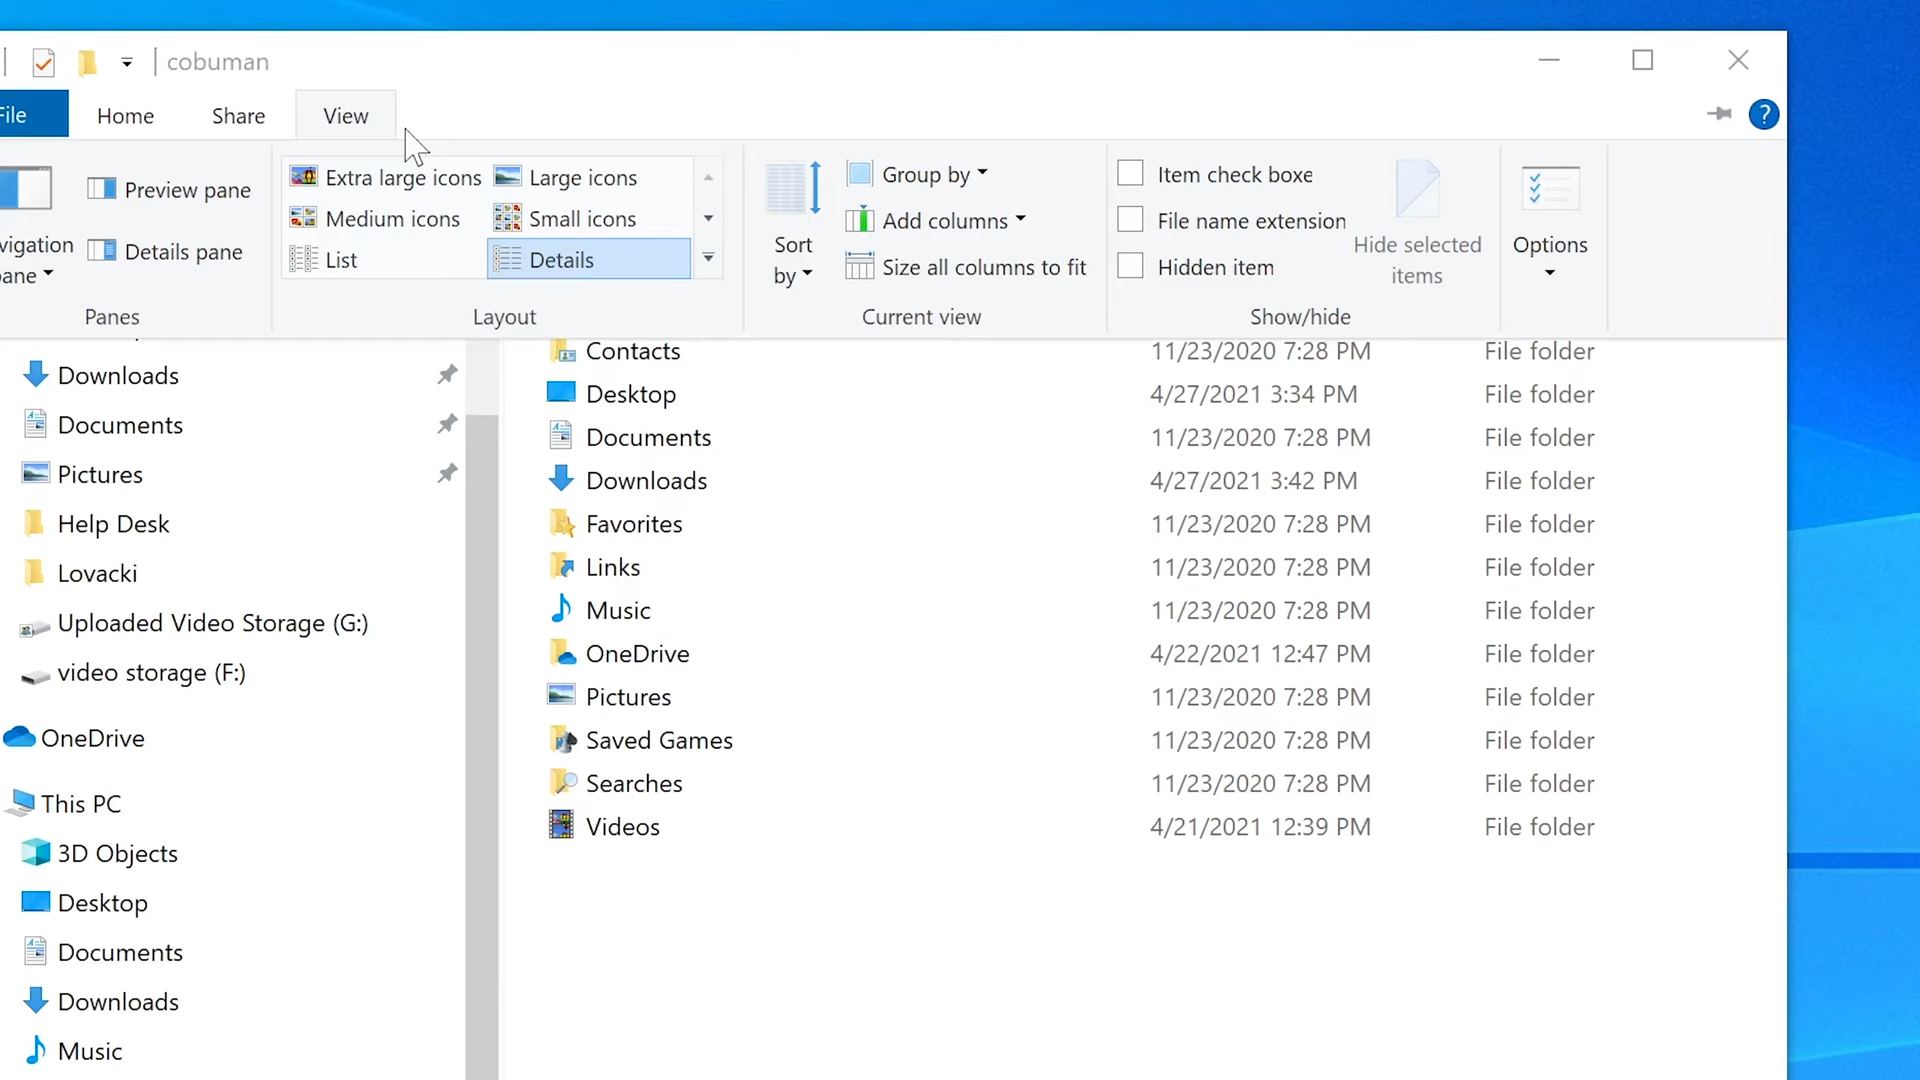 cobuman
File Home Share View ?
Preview pane
Details pane
vigation
pane
Panes
Extra large icons Large icons
Medium icons Small icons
List Details
Layout
Sort
by
Group by
Add columns
Size all columns to fit
Current view
Item check boxe
File name extension
Hidden item
Hide selected
items
Show/hide
Options
Downloads
Documents
Pictures
Help Desk
Lovacki
Uploaded Video Storage (G:)
video storage (F:)
OneDrive
This PC
3D Objects
Desktop
Documents
Downloads
Music
Contacts 11/23/2020 7:28 PM File folder
Desktop 4/27/2021 3:34 PM File folder
Documents 11/23/2020 7:28 PM File folder
Downloads 4/27/2021 3:42 PM File folder
Favorites 11/23/2020 7:28 PM File folder
Links 11/23/2020 7:28 PM File folder
Music 11/23/2020 7:28 PM File folder
OneDrive 4/22/2021 12:47 PM File folder
Pictures 11/23/2020 7:28 PM File folder
Saved Games 11/23/2020 7:28 PM File folder
Searches 11/23/2020 7:28 PM File folder
Videos 4/21/2021 12:39 PM File folder